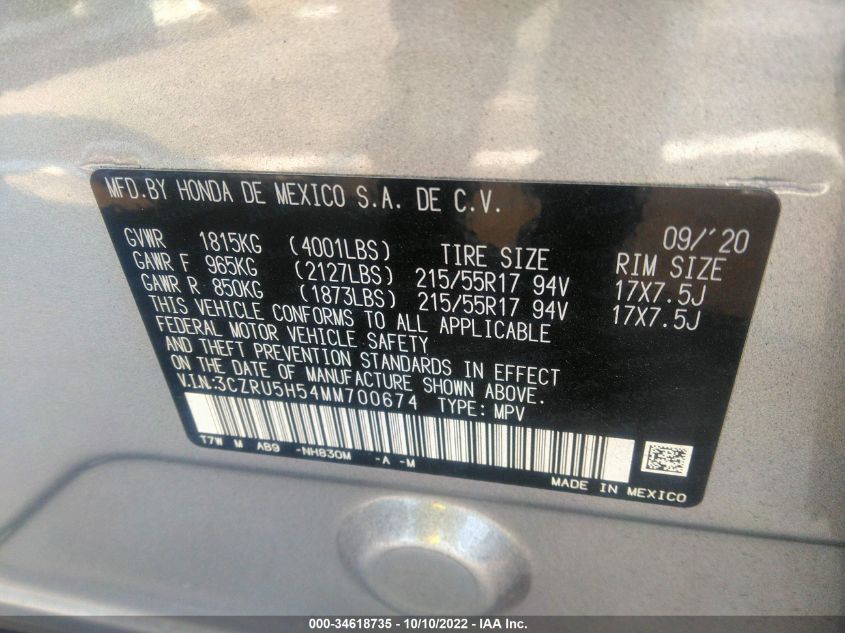 MFD.BY HONDA DE MEXICO S.A. DE C.V.
09/'20
GVWR 1815KG (4001LBS) TIRE SIZE RIM SIZE
GAWR F 965KG (2127LBS) 215/55R17 94V 17X7.5J
GAWR R 850KG (1873LBS) 215/55R17 94V 17X7.5J
THIS VEHICLE CONFORMS TO ALL APPLICABLE
FEDERAL MOTOR VEHICLE SAFETY
AND THEFT PREVENTION STANDARDS IN EFFECT
ON THE DATE OF MANUFACTURE SHOWN ABOVE.
V.I.N:3CZRU5H54MM700674 TYPE: MPV
T7W M AB9 -NH830M -A -M
MADE IN MEXICO
000-34618735 - 10/10/2022 - IAA Inc.